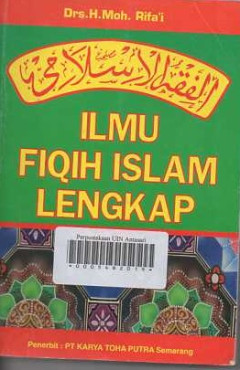 Drs.H.Moh. Rifa'i
الفقه الإسلامي
ILMU
FIQIH ISLAM
LENGKAP
Perpustakaan UIN Antasari
Penerbit : PT KARYA TOHA PUTRA Semarang